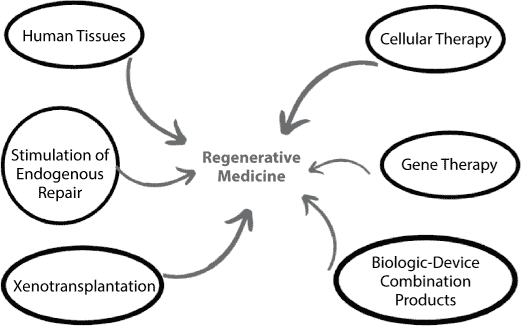 Human Tissues
Cellular Therapy
Stimulation of
Endogenous
Repair
Regenerative
Medicine
Gene Therapy
Xenotransplantation
Biologic-Device
Combination
Products